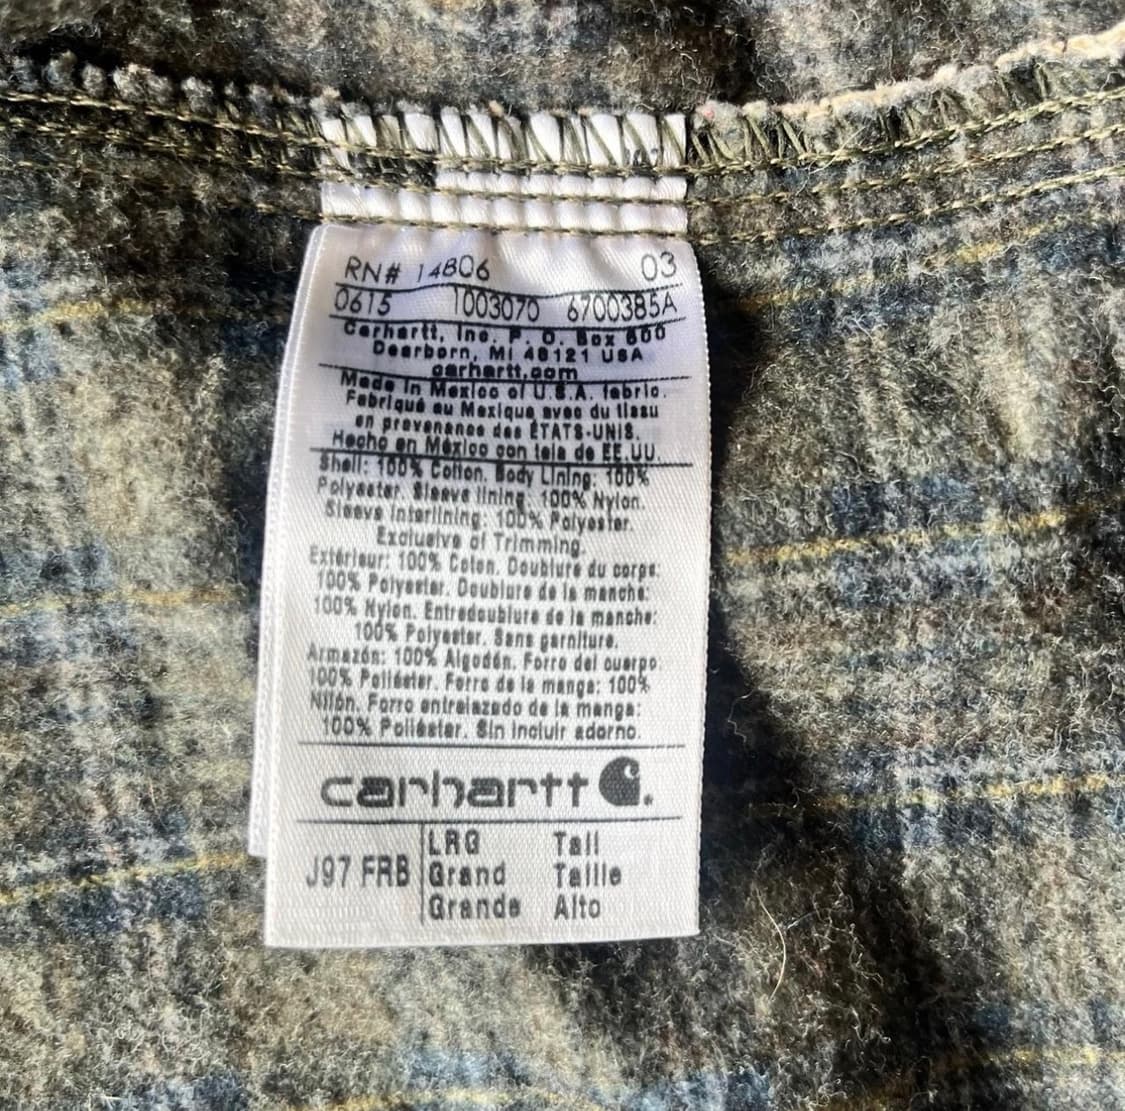 RN# 14806 03
0615 1003070 6700385A
Carhartt, Inc. P. O. Box 600
Dearborn, MI 48121 USA
carhartt.com
Made in Mexico of U.S.A. fabric.
Fabriqué au Mexique avec du tissu
en provenance des ÉTATS-UNIS.
Hecho en México con tela de EE.UU.
Shell: 100% Cotton. Body Lining: 100%
Polyester. Sleeve lining: 100% Nylon.
Sleeve Interlining: 100% Polyester.
Exclusive of Trimming.
Extérieur: 100% Coton. Doublure du corps:
100% Polyester. Doublure de la manche:
100% Nylon. Entredoublure de la manche:
100% Polyester. Sans garniture.
Armazón: 100% Algodón. Forro del cuerpo:
100% Poliéster. Forro de la manga: 100%
Nilón. Forro entrelazado de la manga:
100% Poliéster. Sin incluir adorno.
carhartt
J97 FRB
LRG Tall
Grand Taille
Grande Alto